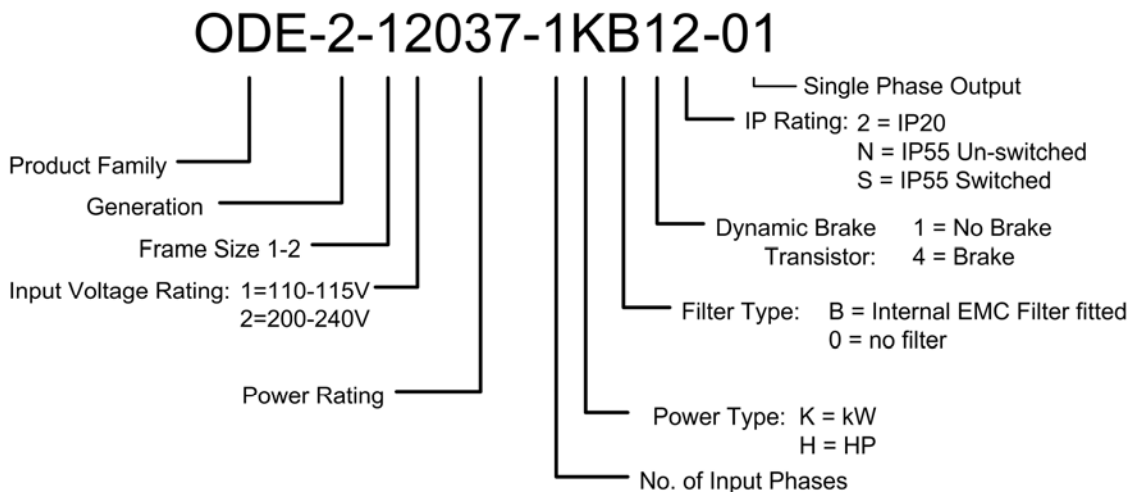 ODE-2-12037-1KB12-01
Single Phase Output
IP Rating: 2 = IP20
N = IP55 Un-switched
S = IP55 Switched
Product Family
Generation
Dynamic Brake 1 = No Brake
Transistor: 4 = Brake
Frame Size 1-2
Input Voltage Rating: 1=110-115V
2=200-240V
Filter Type: B = Internal EMC Filter fitted
0 = no filter
Power Rating
Power Type: K = kW
H = HP
No. of Input Phases